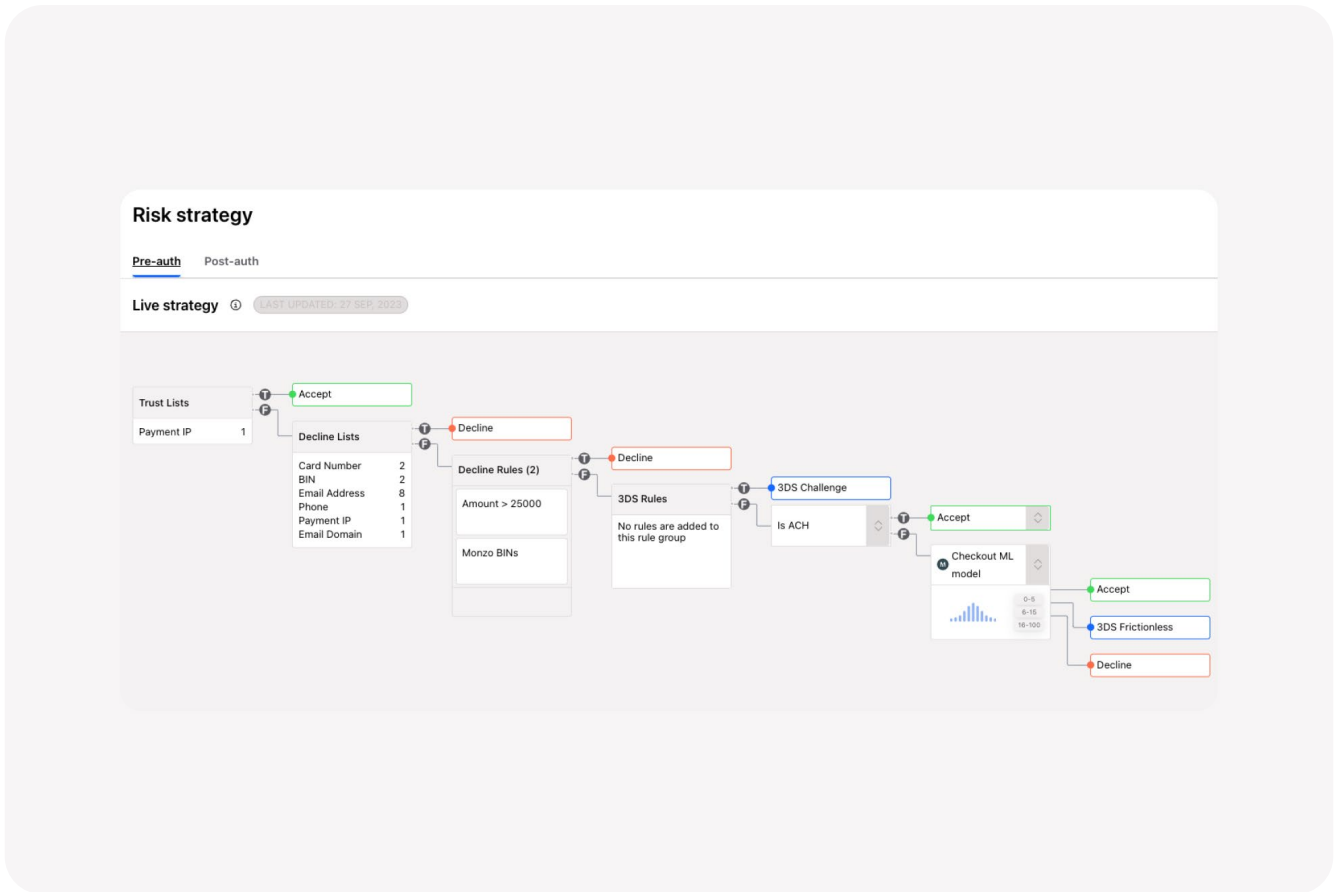 Risk strategy
Pre-auth Post-auth
Live strategy LAST UPDATED: 27 SEP, 2023
Trust Lists
Payment IP 1
T
F
Accept
Decline Lists
Card Number 2
BIN 2
Email Address 8
Phone 1
Payment IP 1
Email Domain 1
T
F
Decline
Decline Rules (2)
Amount > 25000
Monzo BINs
T
F
Decline
3DS Rules
No rules are added to
this rule group
T
F
3DS Challenge
Is ACH
T
F
Accept
M
Checkout ML
model
0-5
6-15
16-100
Accept
3DS Frictionless
Decline